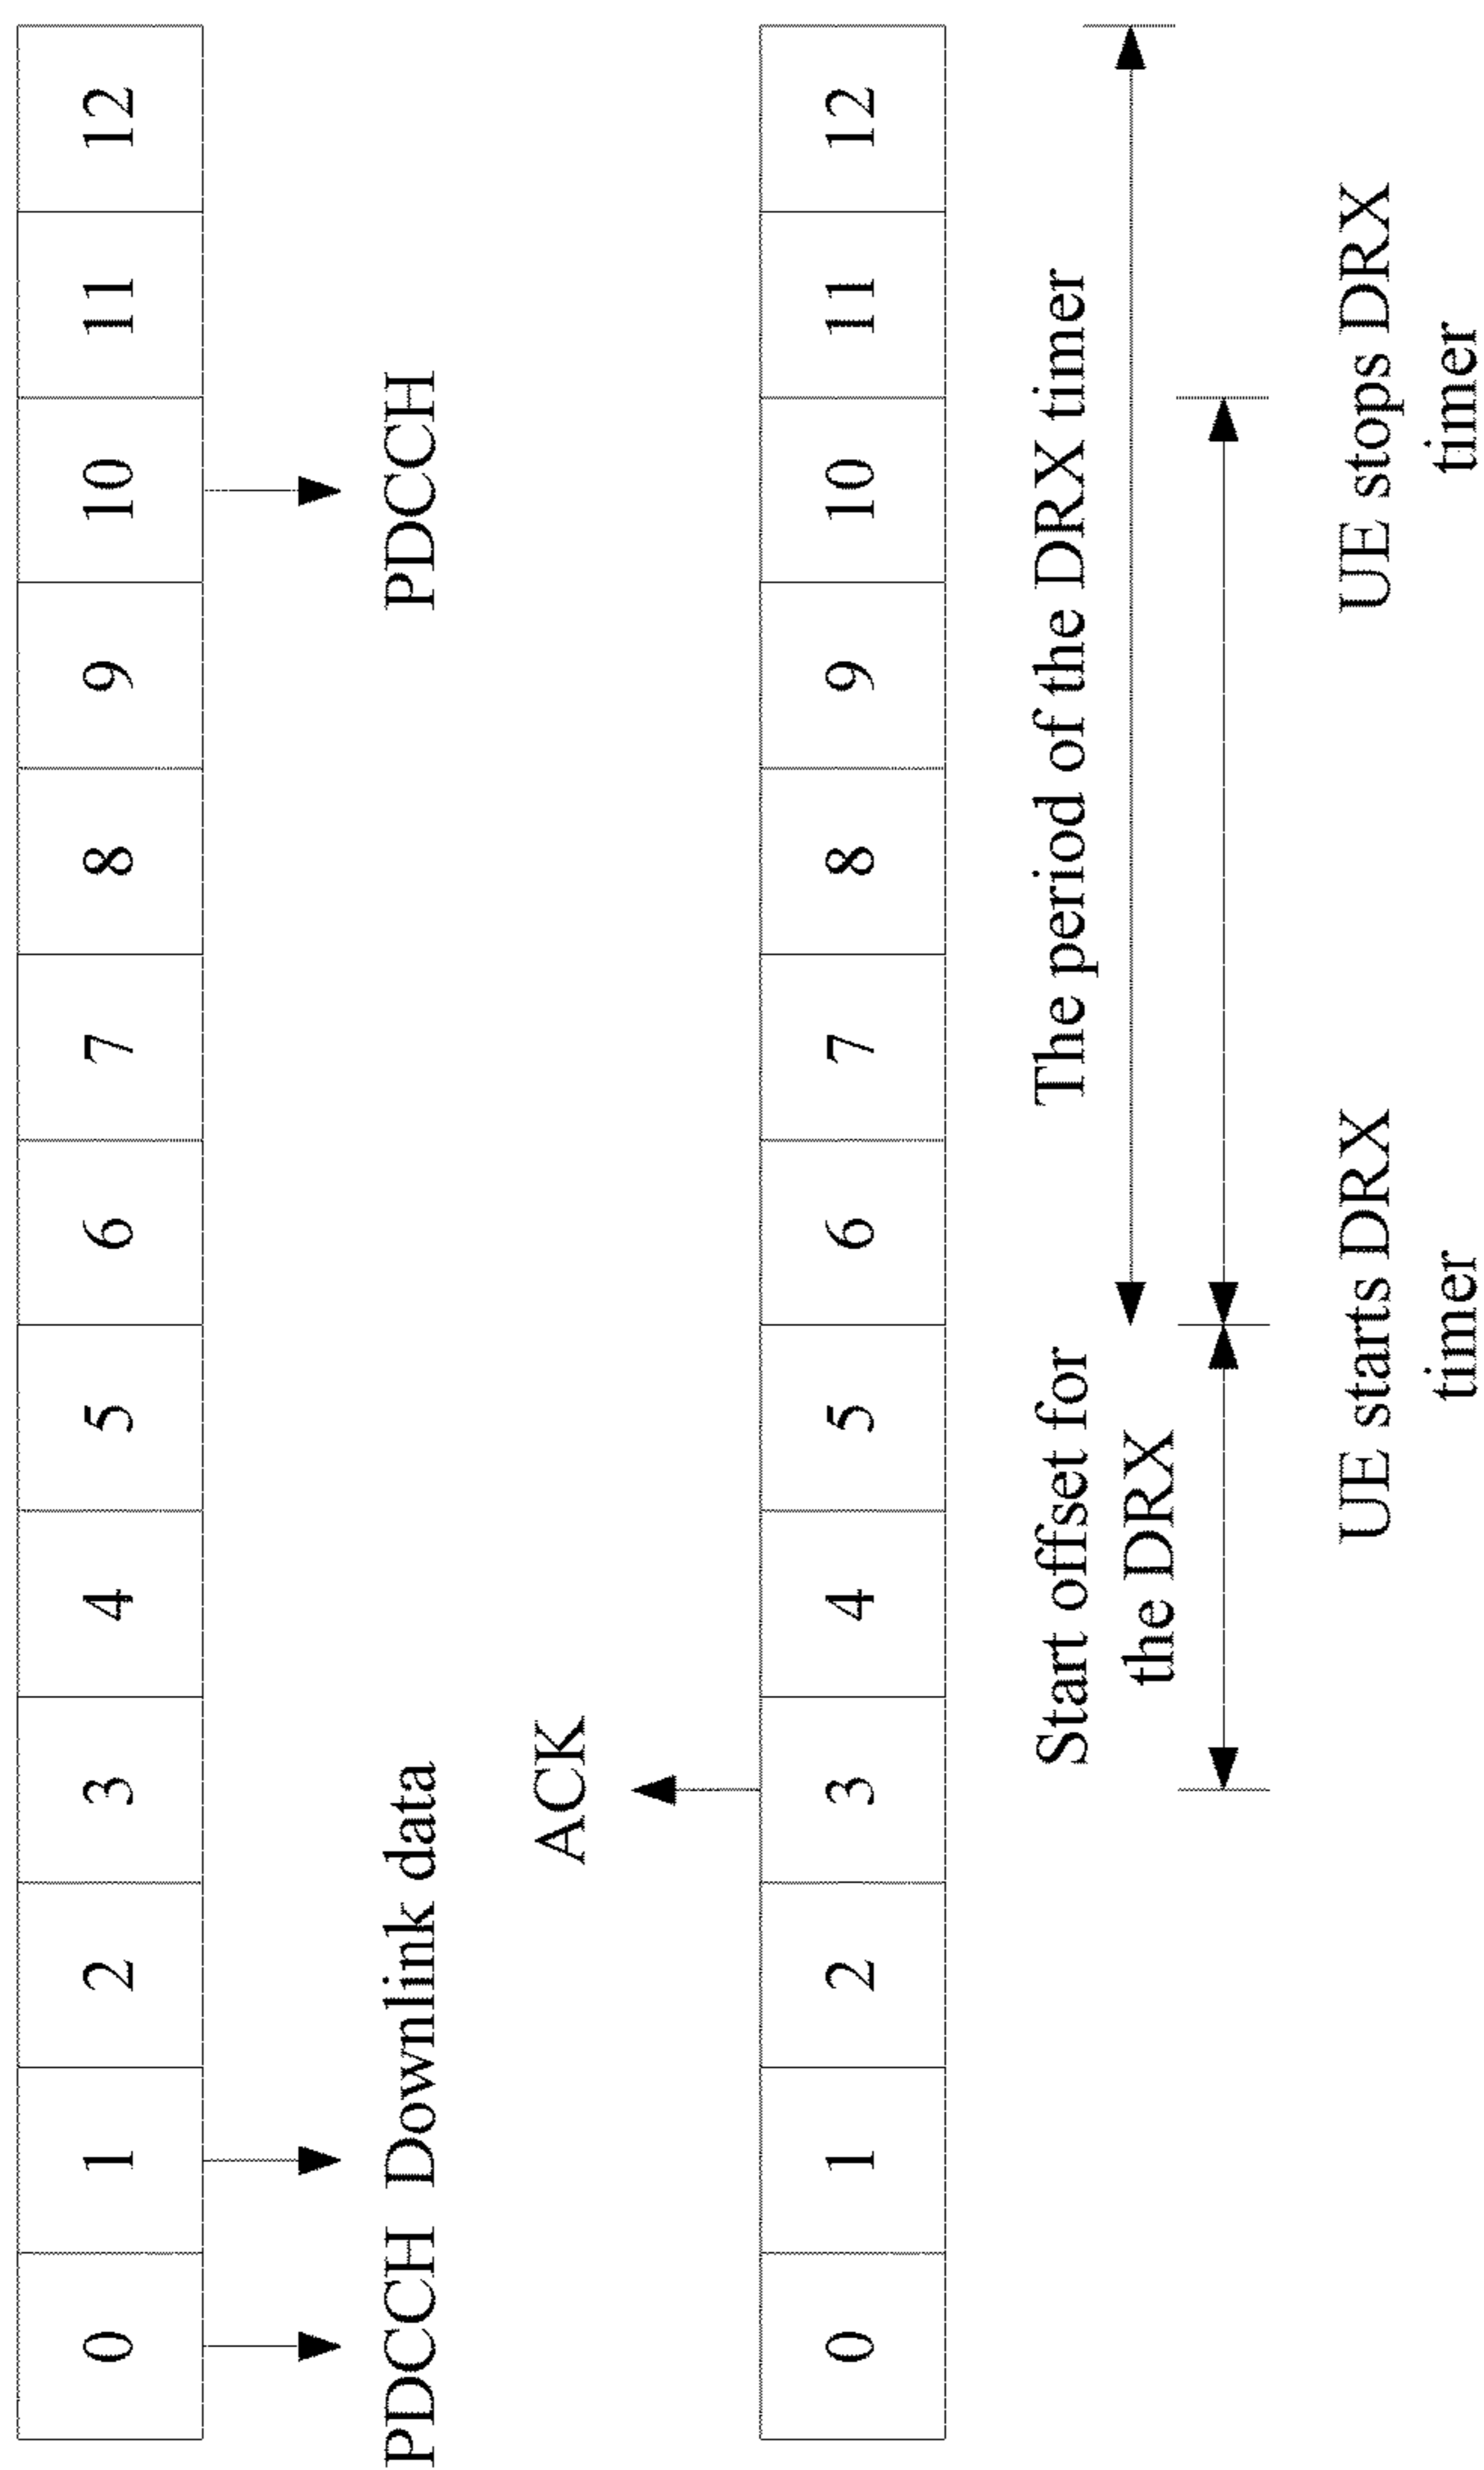 0 1 2 3 4 5 6 7 8 9 10 11 12
PDCCH Downlink data PDCCH
ACK
0 1 2 3 4 5 6 7 8 9 10 11 12
Start offset for
the DRX
The period of the DRX timer
UE starts DRX
timer
UE stops DRX
timer